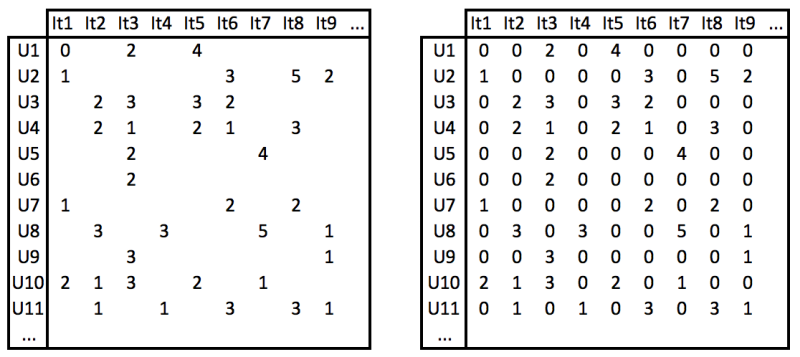 It1 It2 It3 It4 It5 It6 It7 It8 It9 ...
U1 0 2 4
U2 1 3 5 2
U3 2 3 3 2
U4 2 1 2 1 3
U5 2 4
U6 2
U7 1 2 2
U8 3 3 5 1
U9 3 1
U10 2 1 3 2 1
U11 1 1 3 3 1
...
It1 It2 It3 It4 It5 It6 It7 It8 It9 ...
U1 0 0 2 0 4 0 0 0 0
U2 1 0 0 0 0 3 0 5 2
U3 0 2 3 0 3 2 0 0 0
U4 0 2 1 0 2 1 0 3 0
U5 0 0 2 0 0 0 4 0 0
U6 0 0 2 0 0 0 0 0 0
U7 1 0 0 0 0 2 0 2 0
U8 0 3 0 3 0 0 5 0 1
U9 0 0 3 0 0 0 0 0 1
U10 2 1 3 0 2 0 1 0 0
U11 0 1 0 1 0 3 0 3 1
...